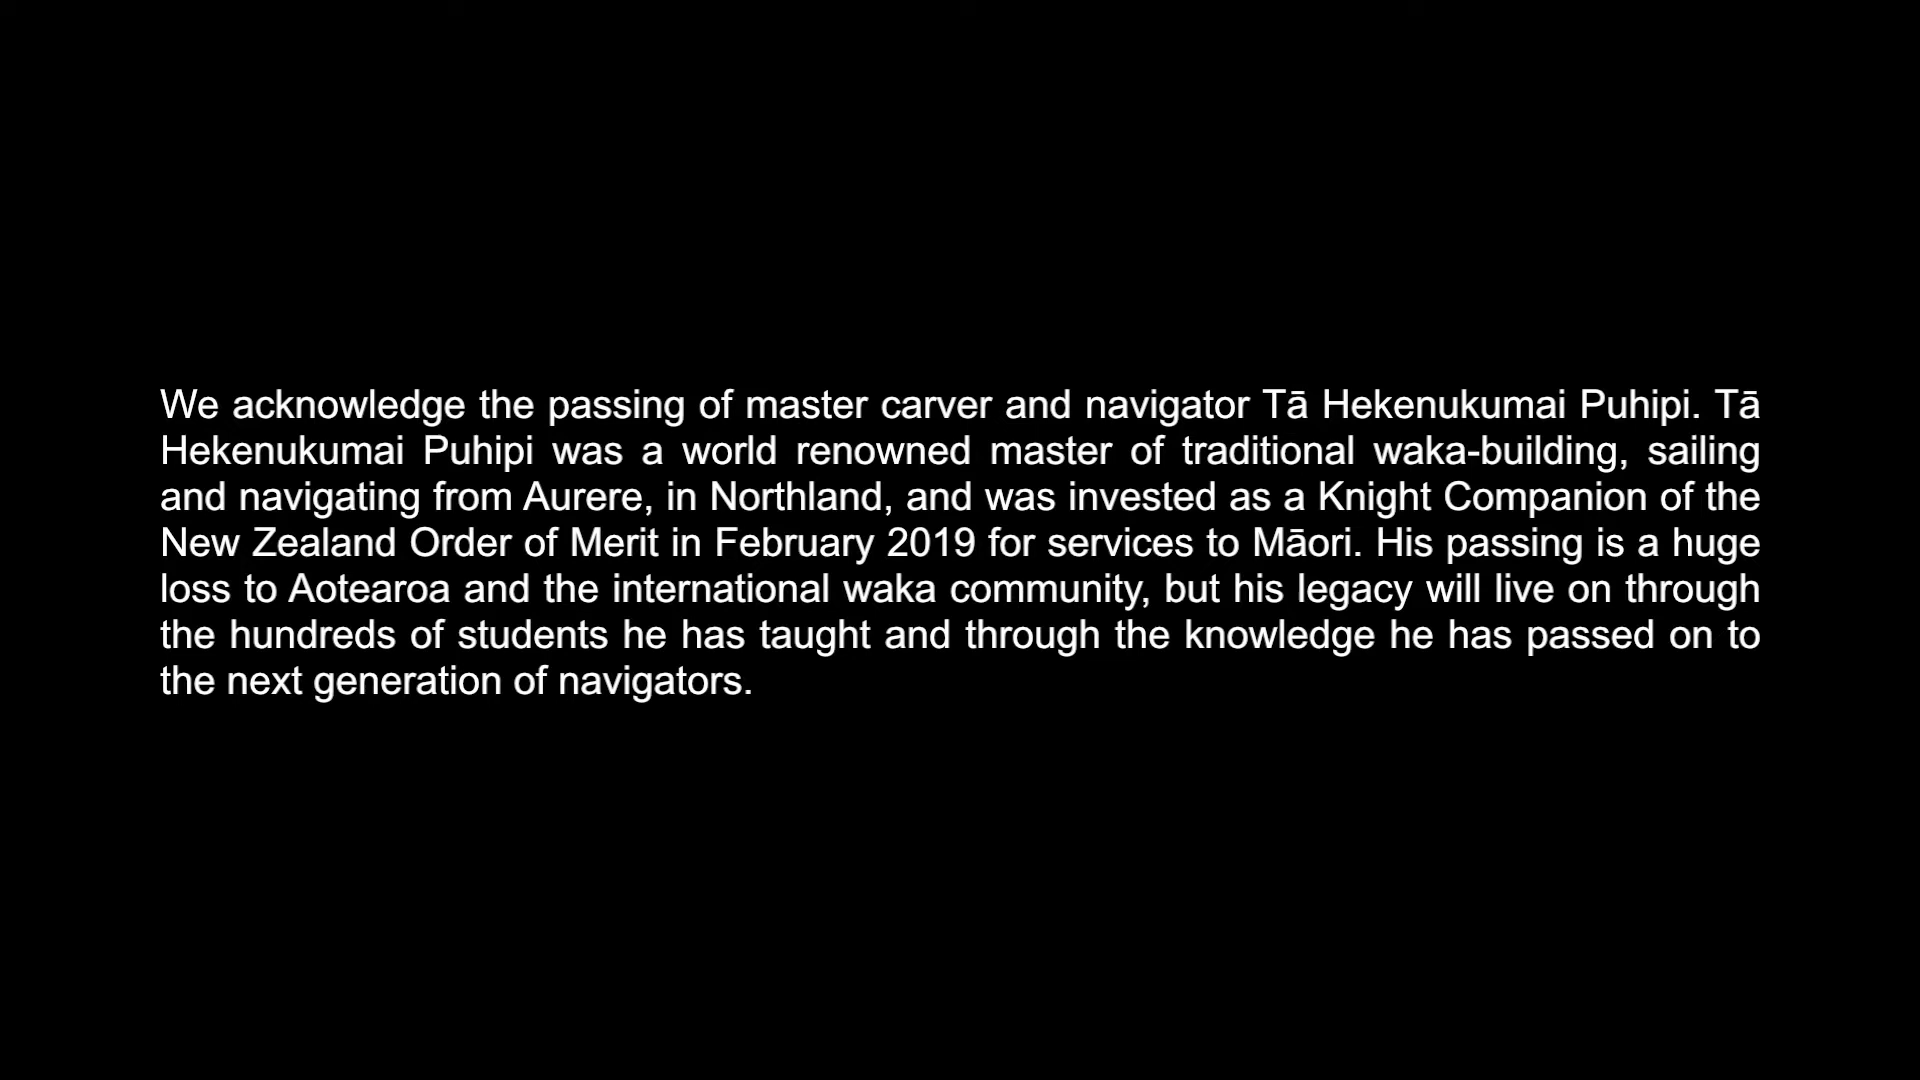 We acknowledge the passing of master carver and navigator Tā Hekenukumai Puhipi. Tā
Hekenukumai Puhipi was a world renowned master of traditional waka-building, sailing
and navigating from Aurere, in Northland, and was invested as a Knight Companion of the
New Zealand Order of Merit in February 2019 for services to Māori. His passing is a huge
loss to Aotearoa and the international waka community, but his legacy will live on through
the hundreds of students he has taught and through the knowledge he has passed on to
the next generation of navigators.